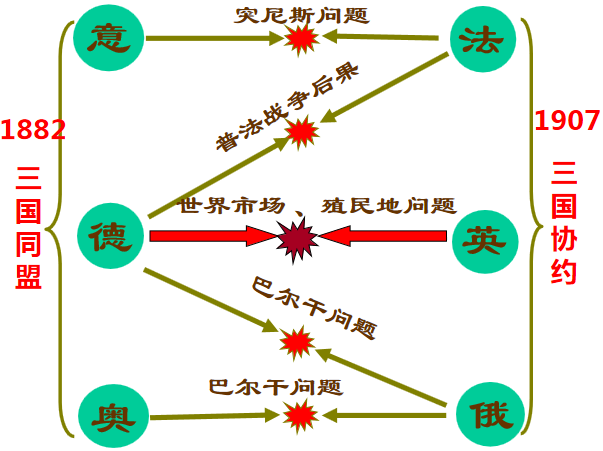 意
突尼斯问题
法
普法战争后果
1882
三国同盟
1907
三国协约
世界市场、殖民地问题
德
英
巴尔干问题
巴尔干问题
奥
俄